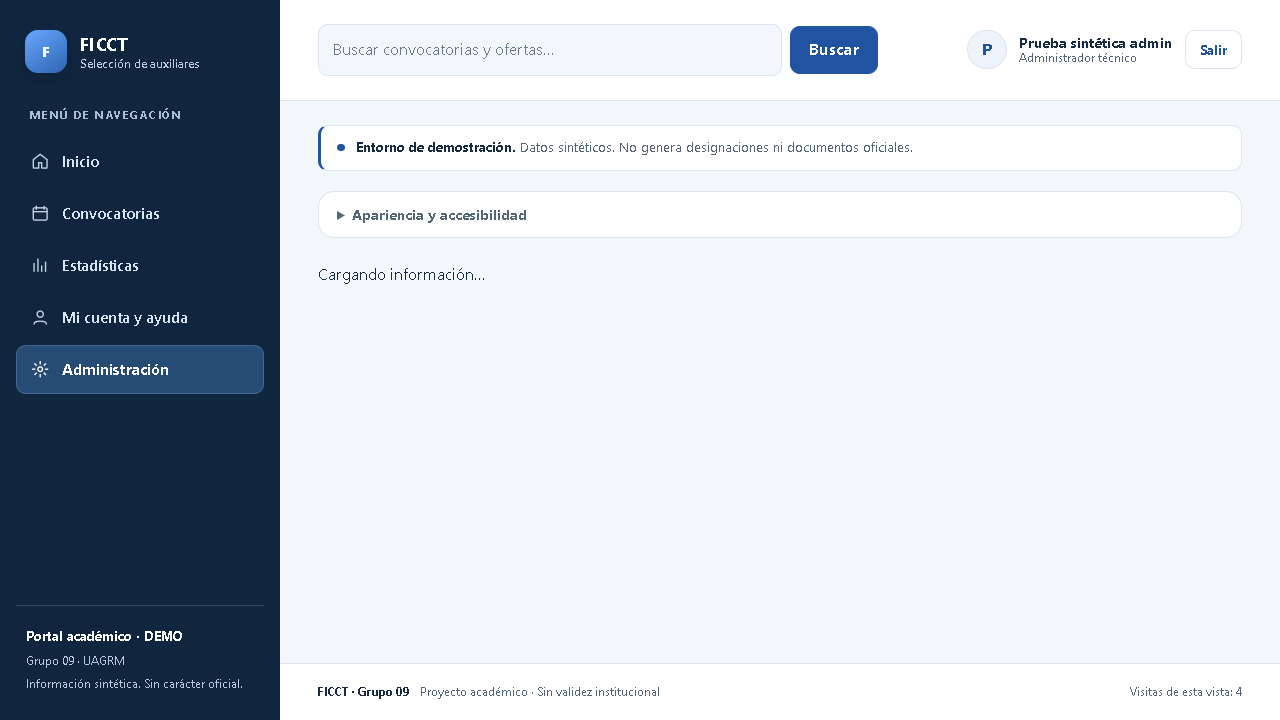 F
FICCT
Selección de auxiliares
MENÚ DE NAVEGACIÓN
Inicio
Convocatorias
Estadísticas
Mi cuenta y ayuda
Administración
Portal académico · DEMO
Grupo 09 · UAGRM
Información sintética. Sin carácter oficial.
Buscar convocatorias y ofertas...
Buscar
P
Prueba sintética admin
Administrador técnico
Salir
Entorno de demostración. Datos sintéticos. No genera designaciones ni documentos oficiales.
Apariencia y accesibilidad
Cargando información...
FICCT · Grupo 09 Proyecto académico · Sin validez institucional
Visitas de esta vista: 4